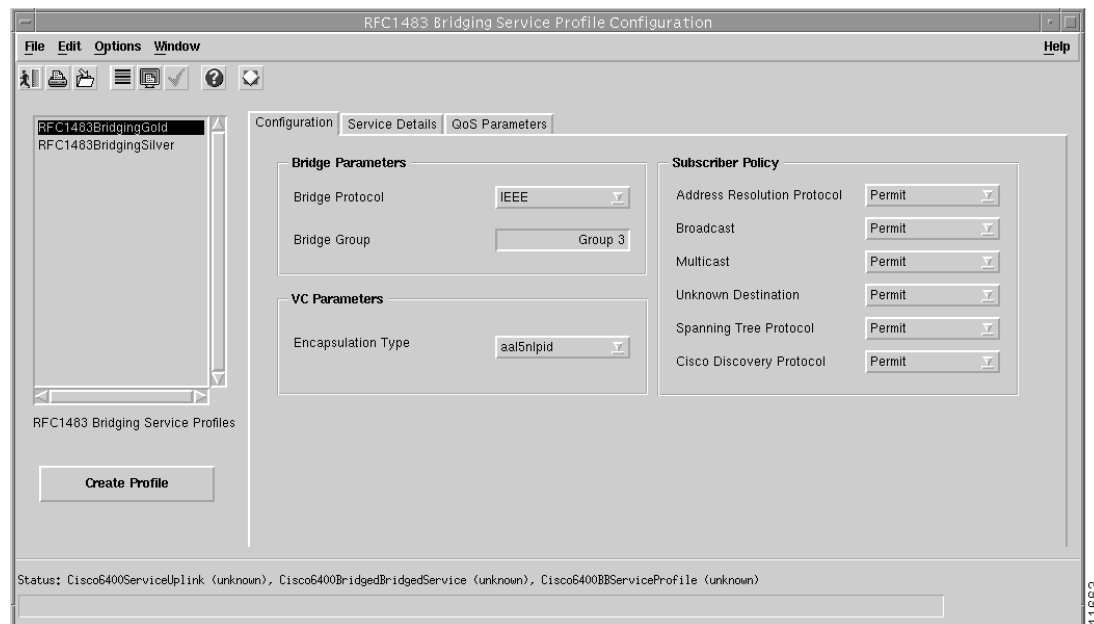 RFC1483 Bridging Service Profile Configuration
File Edit Options Window Help
RFC1483BridgingGold
RFC1483BridgingSilver
RFC1483 Bridging Service Profiles
Create Profile
Configuration Service Details QoS Parameters
Bridge Parameters
Bridge Protocol IEEE
Bridge Group Group 3
VC Parameters
Encapsulation Type aal5nlpid
Subscriber Policy
Address Resolution Protocol Permit
Broadcast Permit
Multicast Permit
Unknown Destination Permit
Spanning Tree Protocol Permit
Cisco Discovery Protocol Permit
Status: Cisco6400ServiceUplink (unknown), Cisco6400BridgedBridgedService (unknown), Cisco6400BBServiceProfile (unknown)